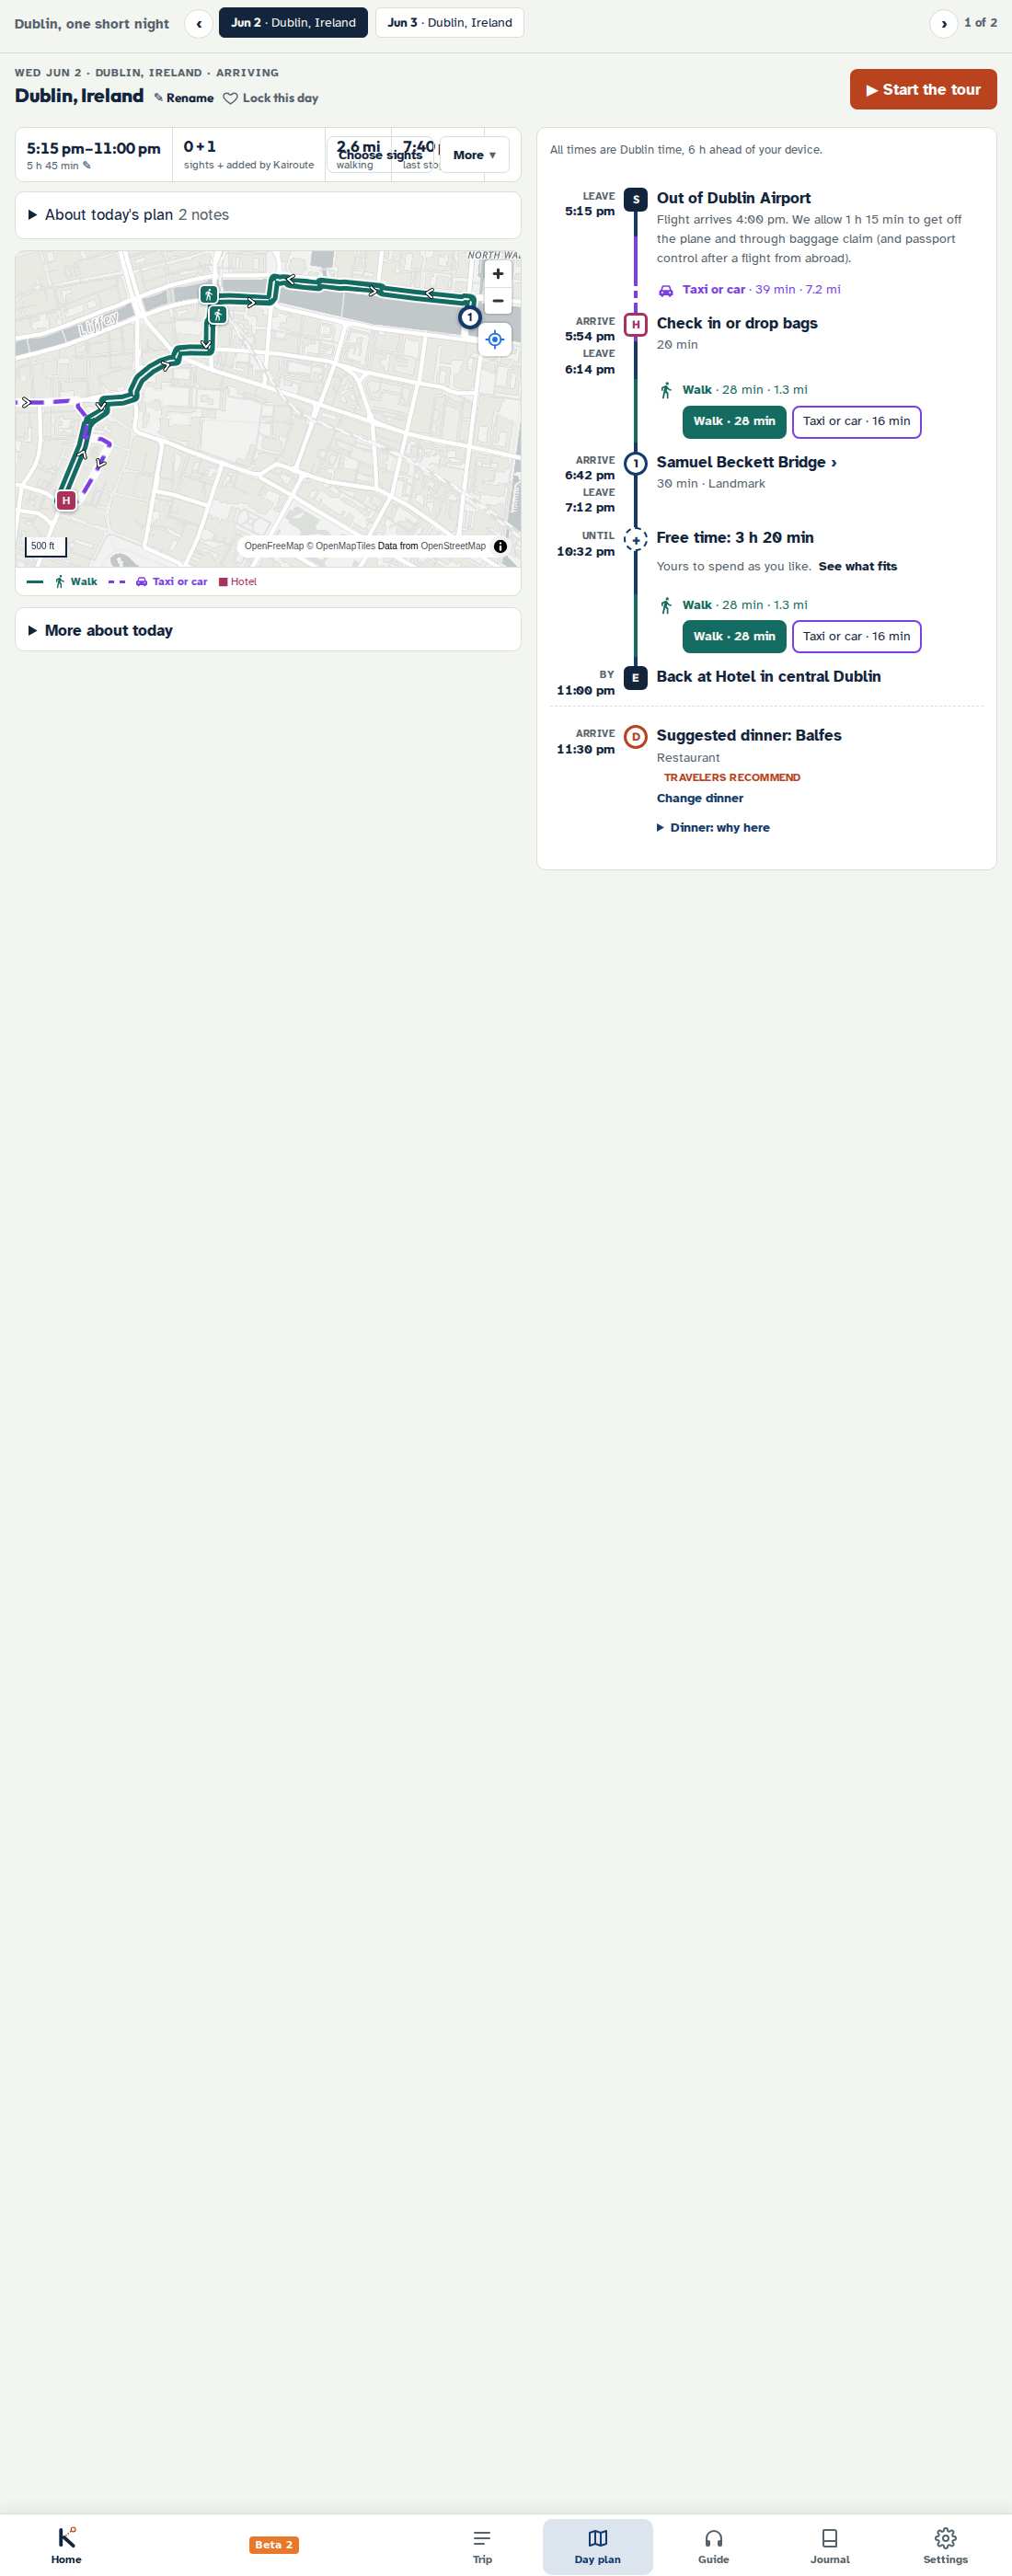 Dublin, one short night
‹
Jun 2 · Dublin, Ireland
Jun 3 · Dublin, Ireland
›
1 of 2
WED JUN 2 · DUBLIN, IRELAND · ARRIVING
Dublin, Ireland
✎ Rename
Lock this day
▶ Start the tour
5:15 pm–11:00 pm
5 h 45 min ✎
0 + 1
sights + added by Kairoute
2.6 mi
walking
7:40
last sto
Choose sights
More ▼
▶ About today's plan 2 notes
NORTH WA
Liffey
+
−
1
H
500 ft
OpenFreeMap © OpenMapTiles Data from OpenStreetMap
Walk
Taxi or car
Hotel
▶ More about today
All times are Dublin time, 6 h ahead of your device.
LEAVE
5:15 pm
S
Out of Dublin Airport
Flight arrives 4:00 pm. We allow 1 h 15 min to get off
the plane and through baggage claim (and passport
control after a flight from abroad).
Taxi or car · 39 min · 7.2 mi
ARRIVE
5:54 pm
LEAVE
6:14 pm
H
Check in or drop bags
20 min
Walk · 28 min · 1.3 mi
Walk · 28 min
Taxi or car · 16 min
ARRIVE
6:42 pm
LEAVE
7:12 pm
1
Samuel Beckett Bridge ›
30 min · Landmark
UNTIL
10:32 pm
+
Free time: 3 h 20 min
Yours to spend as you like. See what fits
Walk · 28 min · 1.3 mi
Walk · 28 min
Taxi or car · 16 min
BY
11:00 pm
E
Back at Hotel in central Dublin
ARRIVE
11:30 pm
D
Suggested dinner: Balfes
Restaurant
TRAVELERS RECOMMEND
Change dinner
▶ Dinner: why here
Home
Beta 2
Trip
Day plan
Guide
Journal
Settings